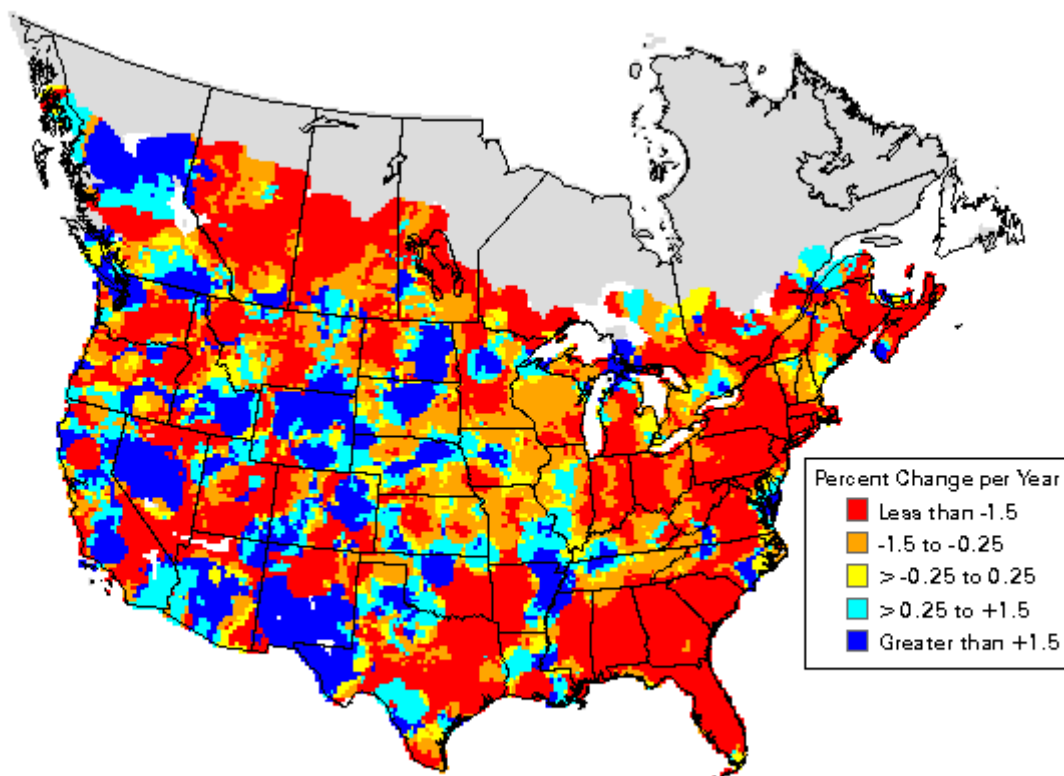 Percent Change per Year
Less than -1.5
-1.5 to -0.25
> -0.25 to 0.25
> 0.25 to +1.5
Greater than +1.5